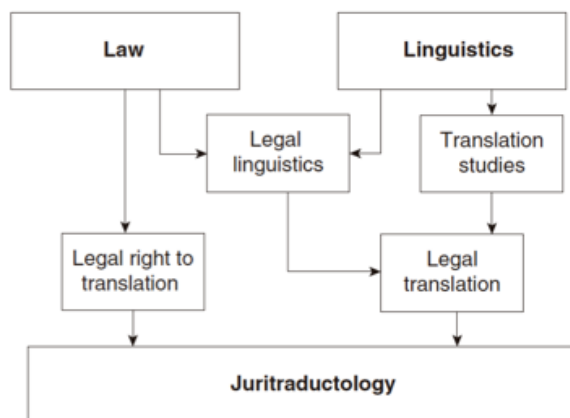 Law
Linguistics
Legal
linguistics
Translation
studies
Legal right to
translation
Legal
translation
Juritraductology